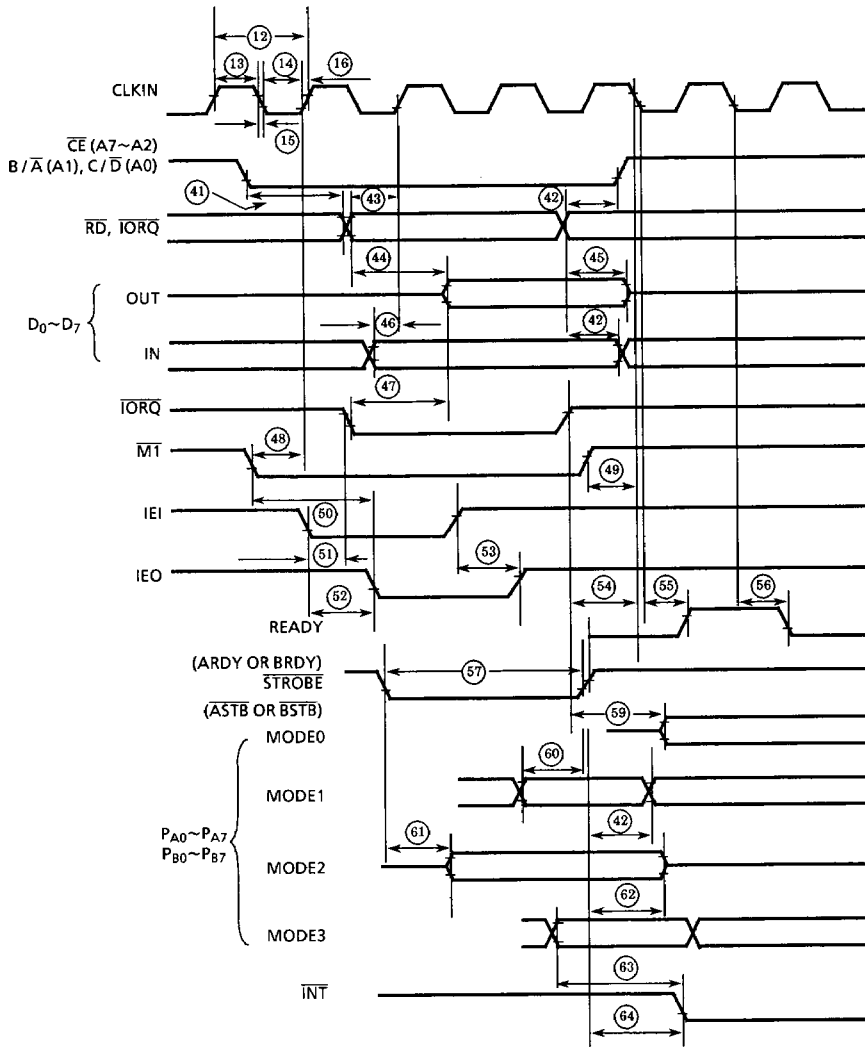 12
13 14 16
CLKIN
15
CE (A7~A2)
B / A (A1), C / D (A0)
41 43 42
RD, IORQ
44 45
OUT
D0~D7
46 42
IN
47
IORQ
48
M1
49
IEI
50
51 53
IEO
52 54 55 56
READY
(ARDY OR BRDY)
57
STROBE
(ASTB OR BSTB)
59
MODE0
60
MODE1
42
PA0~PA7
PB0~PB7
61
MODE2
62
MODE3
63
INT
64